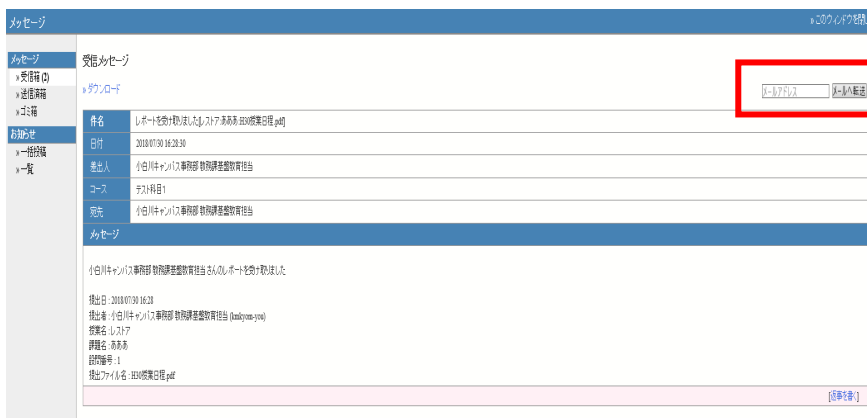 メッセージ
»このウィンドウを閉
メッセージ
»受信箱 (2)
»送信済箱
»ゴミ箱
お知らせ
»一括投稿
»一覧
受信メッセージ
»ダウンロード
メールアドレス メールへ転送
件名 レポートを受け取りました[レストア:あああ:H30授業日程.pdf]
日付 2018/07/30 16:28:30
差出人 小白川キャンパス事務部 教務課基盤教育担当
コース テスト科目1
宛先 小白川キャンパス事務部 教務課基盤教育担当
メッセージ
小白川キャンパス事務部 教務課基盤教育担当 さんのレポートを受け取りました
提出日 : 2018/07/30 16:28
提出者 : 小白川キャンパス事務部 教務課基盤教育担当 (kmkyom-you)
授業名 : レストア
課題名 : あああ
設問番号 : 1
提出ファイル名 : H30授業日程.pdf
[返事を書く]